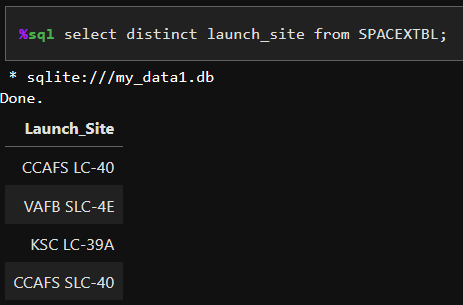 %sql select distinct launch_site from SPACEXTBL;
* sqlite:///my_data1.db
Done.
Launch_Site
CCAFS LC-40
VAFB SLC-4E
KSC LC-39A
CCAFS SLC-40